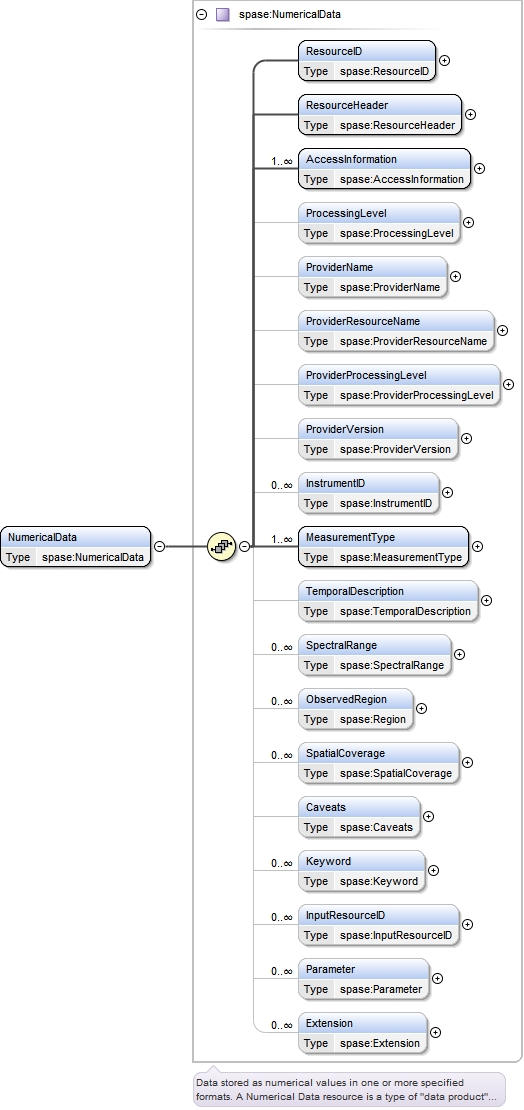 spase:NumericalData
ResourceID
Type spase:ResourceID
ResourceHeader
Type spase:ResourceHeader
1..∞
AccessInformation
Type spase:AccessInformation
ProcessingLevel
Type spase:ProcessingLevel
ProviderName
Type spase:ProviderName
ProviderResourceName
Type spase:ProviderResourceName
ProviderProcessingLevel
Type spase:ProviderProcessingLevel
ProviderVersion
Type spase:ProviderVersion
0..∞
InstrumentID
Type spase:InstrumentID
NumericalData
Type spase:NumericalData
1..∞
MeasurementType
Type spase:MeasurementType
TemporalDescription
Type spase:TemporalDescription
0..∞
SpectralRange
Type spase:SpectralRange
0..∞
ObservedRegion
Type spase:Region
0..∞
SpatialCoverage
Type spase:SpatialCoverage
Caveats
Type spase:Caveats
0..∞
Keyword
Type spase:Keyword
0..∞
InputResourceID
Type spase:InputResourceID
0..∞
Parameter
Type spase:Parameter
0..∞
Extension
Type spase:Extension
Data stored as numerical values in one or more specified
formats. A Numerical Data resource is a type of "data product"...